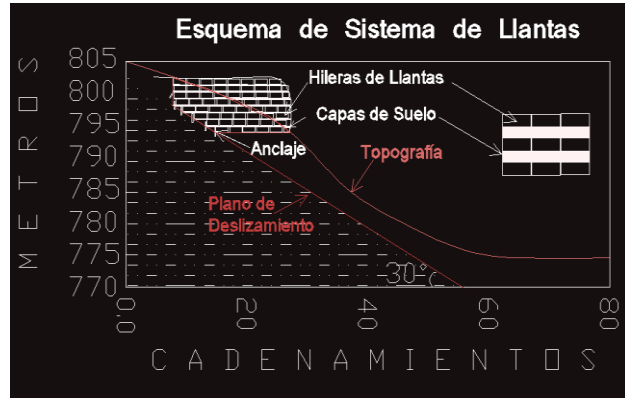 Esquema de Sistema de Llantas
805
800
795
790
785
780
775
770
METROS
Hileras de Llantas
Capas de Suelo
Anclaje
Topografía
Plano de
Deslizamiento
30°
0.0
20
40
60
80
CADENAMIENTOS